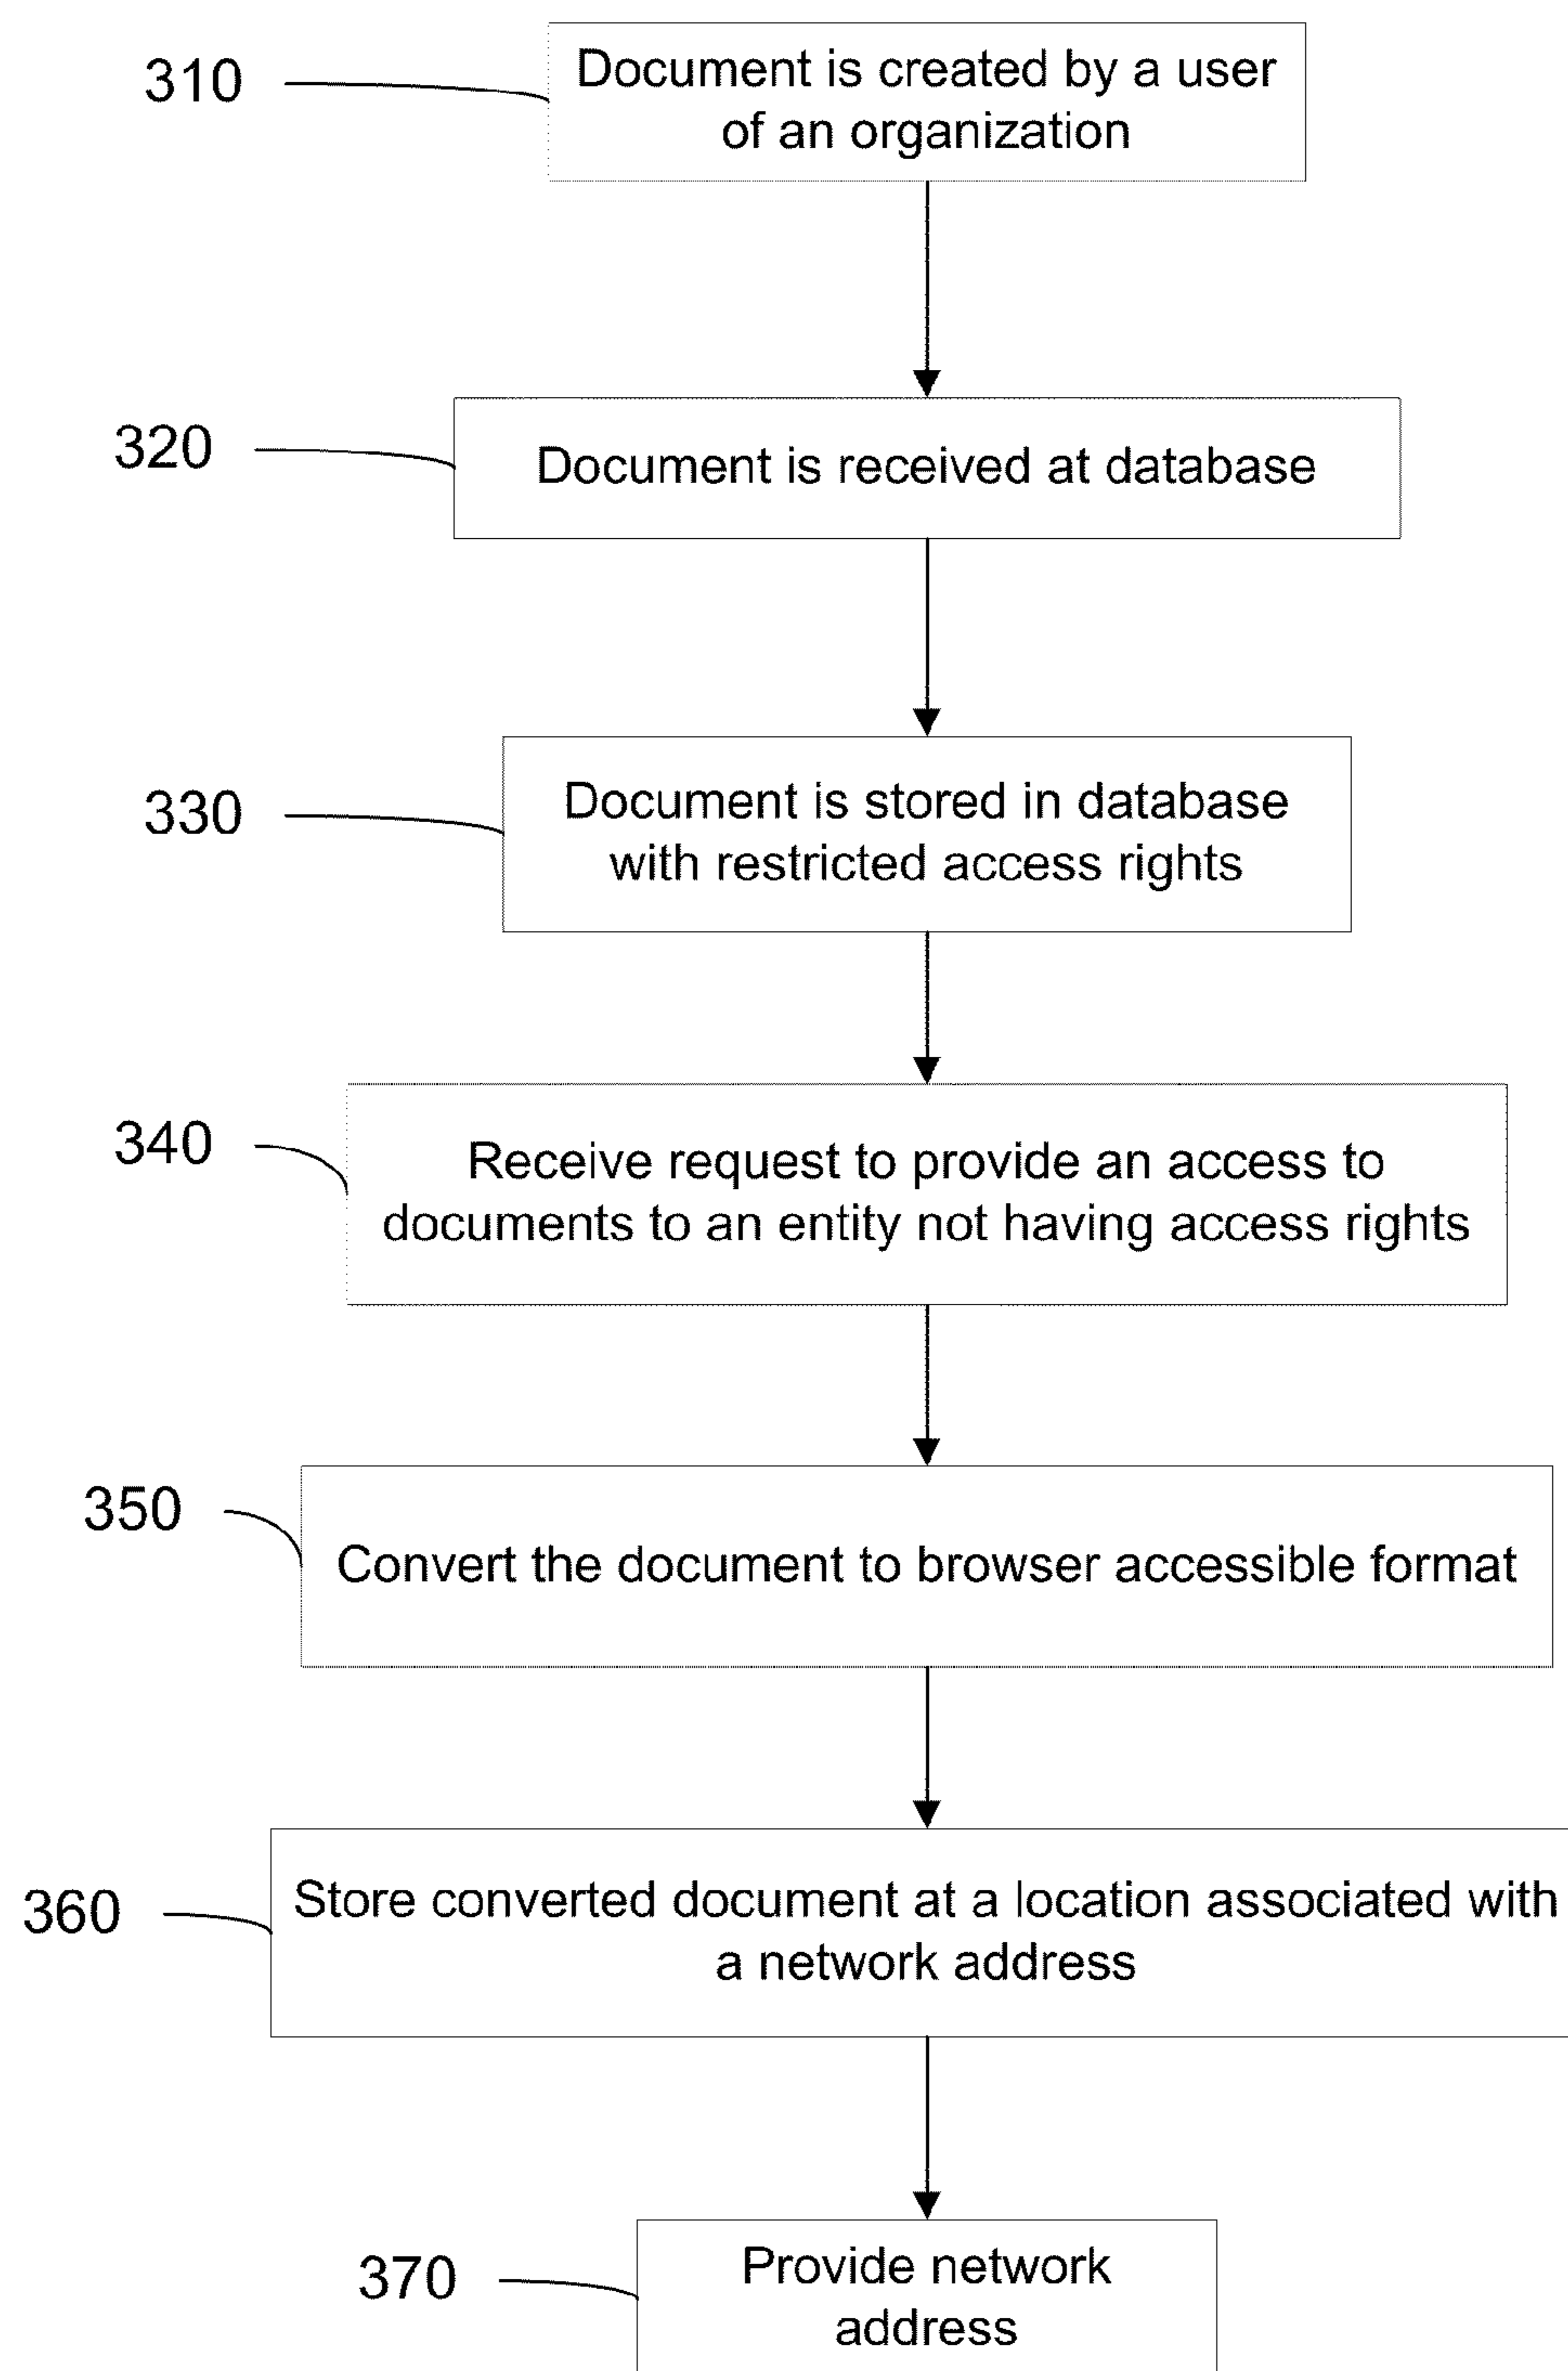 310
Document is created by a user
of an organization
320
Document is received at database
330
Document is stored in database
with restricted access rights
340
Receive request to provide an access to
documents to an entity not having access rights
350
Convert the document to browser accessible format
360
Store converted document at a location associated with
a network address
370
Provide network
address